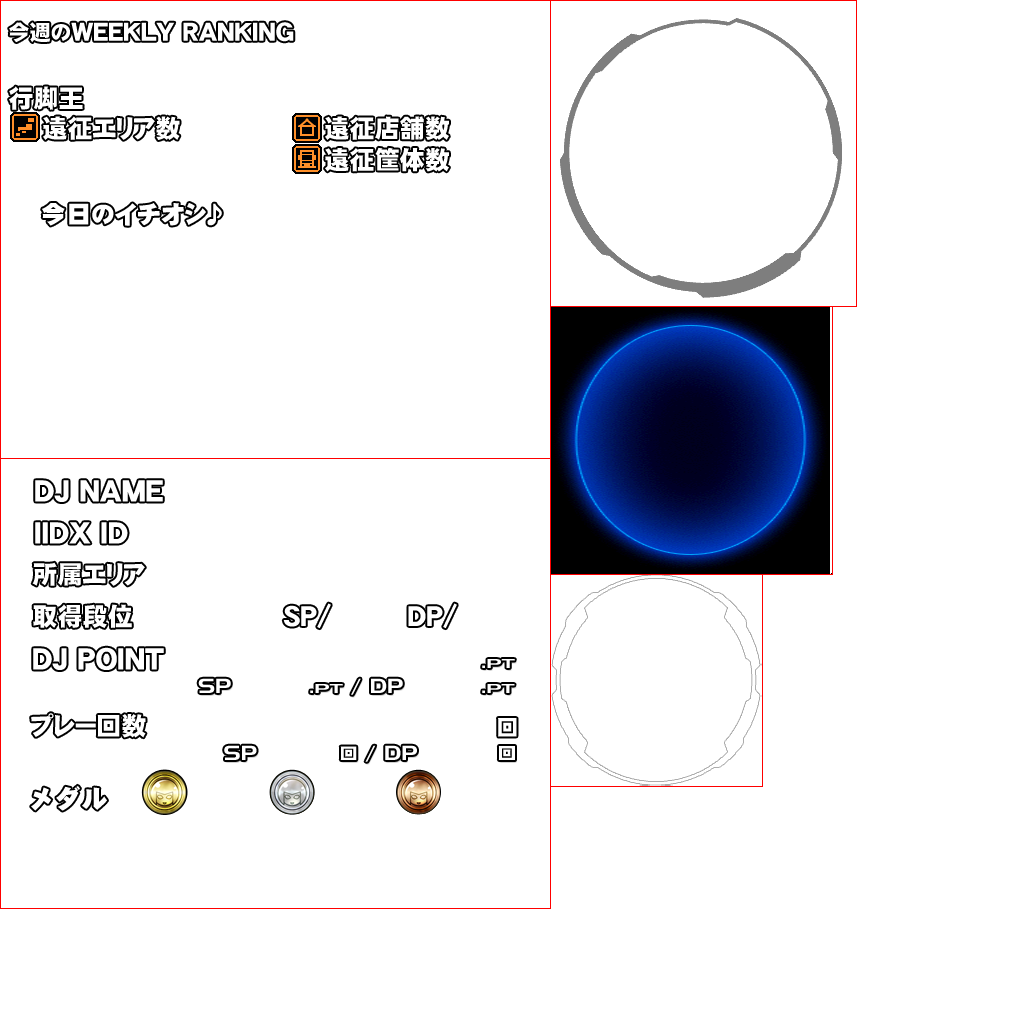 今週のWEEKLY RANKING
行脚王
遠征エリア数 遠征店舗数
遠征筐体数
今日のイチオシ♪
DJ NAME
IIDX ID
所属エリア
取得段位 SP/ DP/
DJ POINT .PT
SP .PT / DP .PT
プレー回数 回
SP 回 / DP 回
メダル